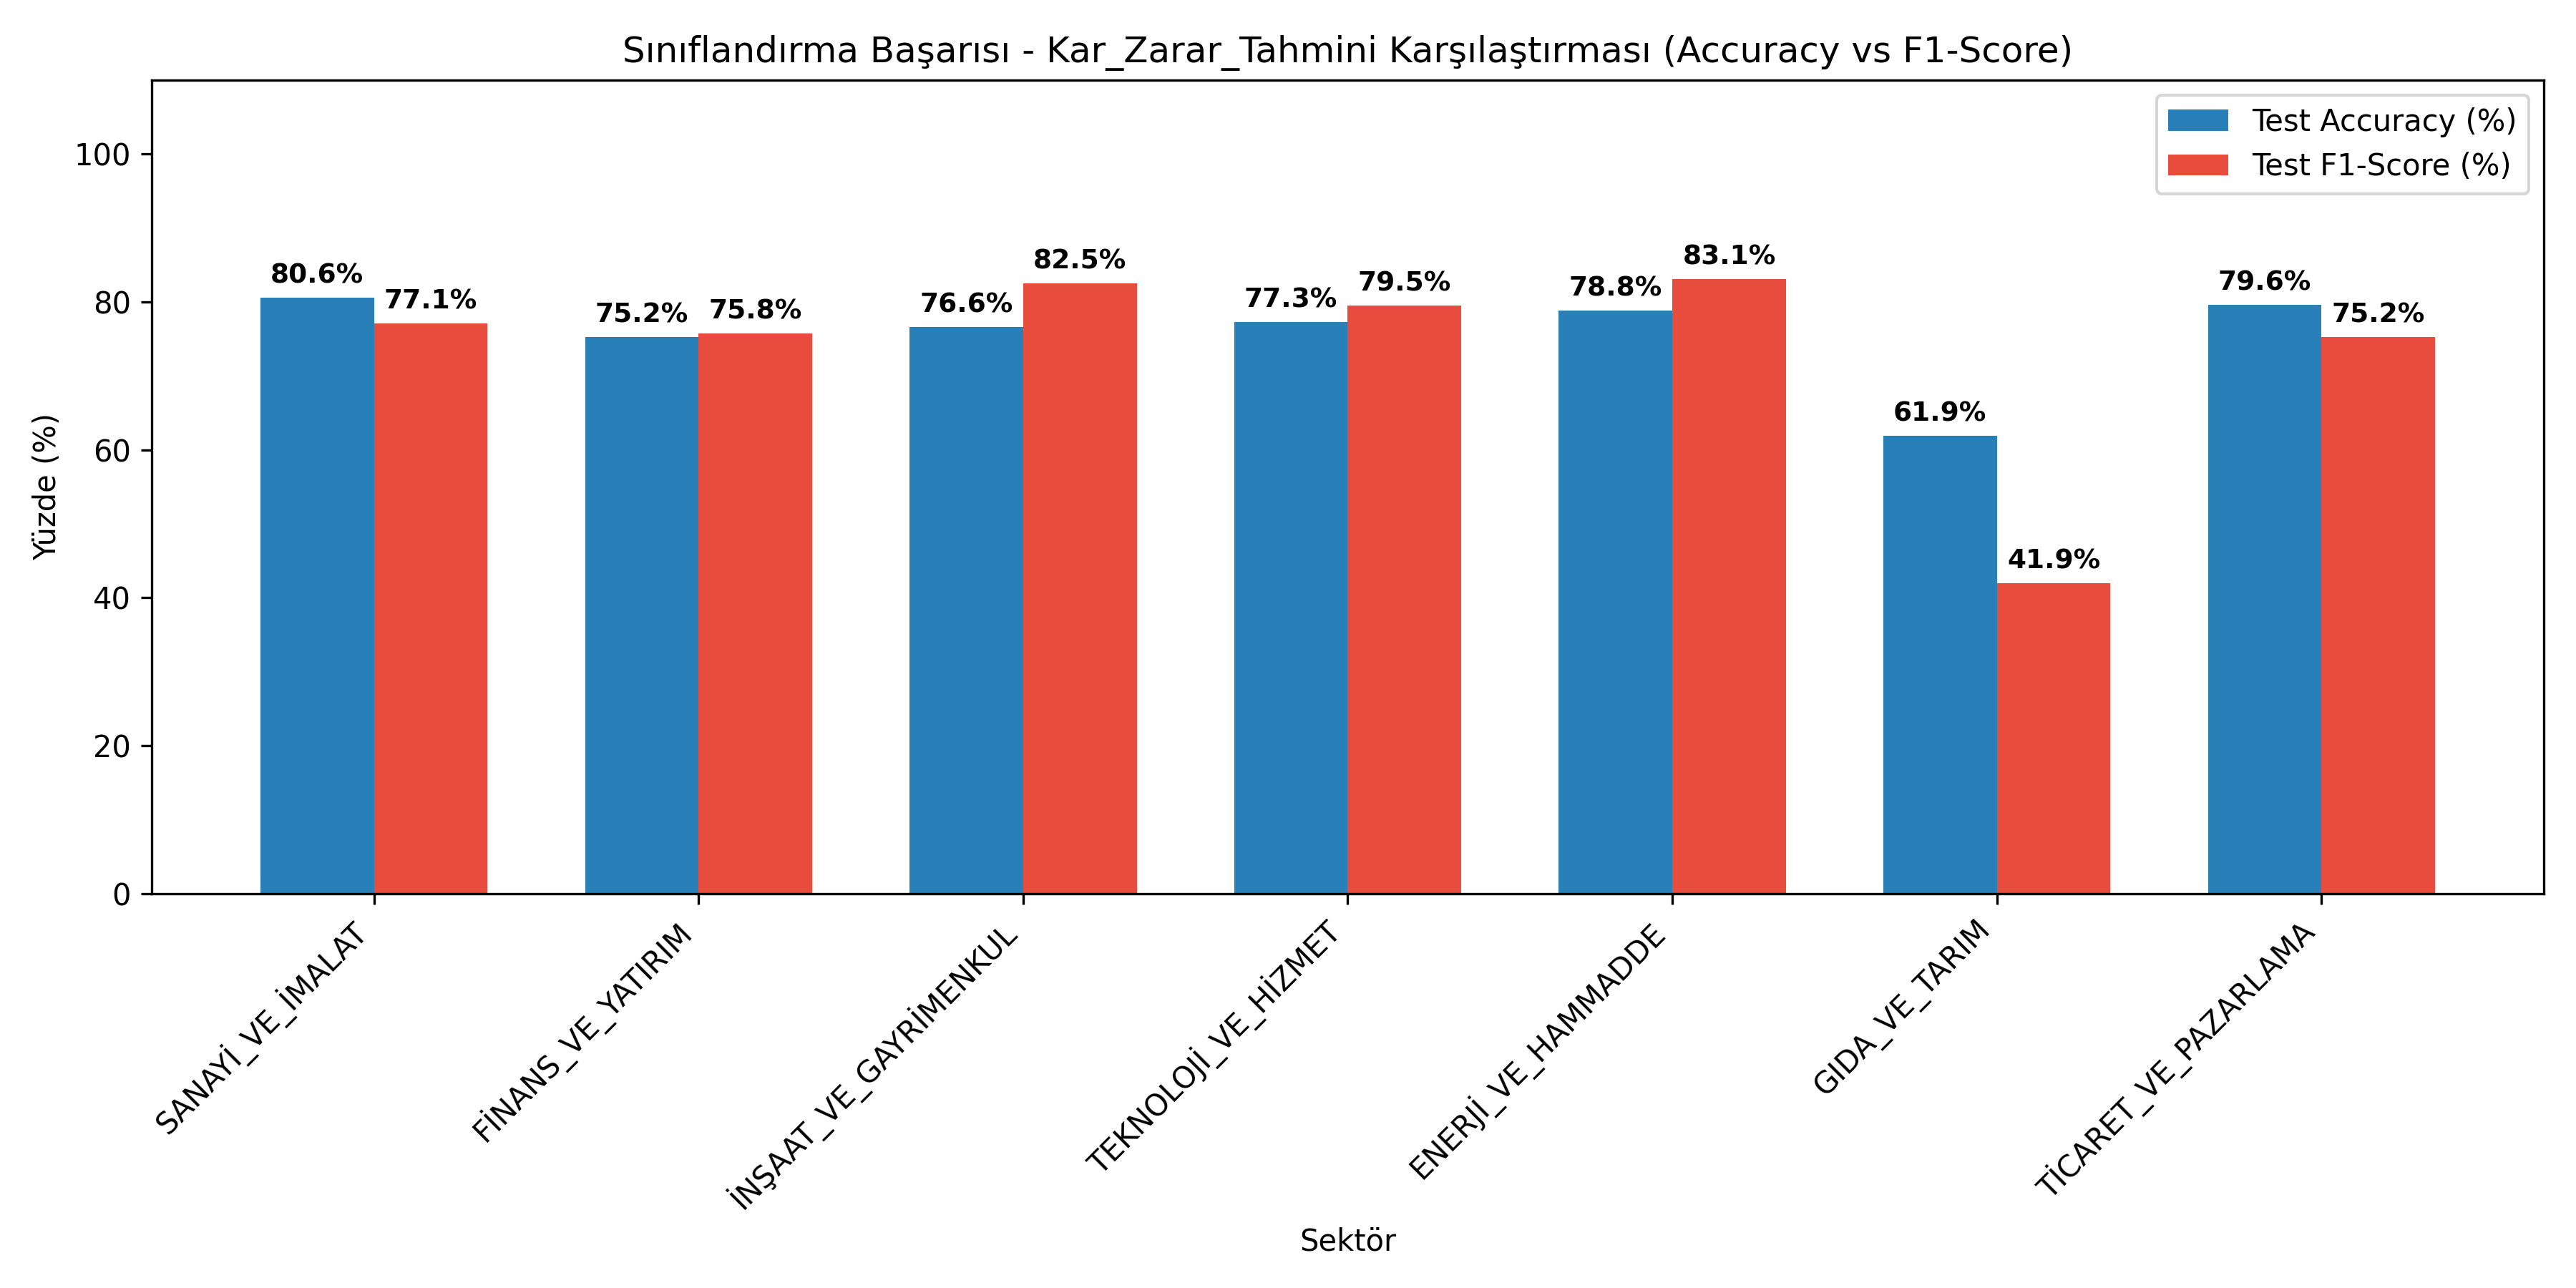 Sınıflandırma Başarısı - Kar_Zarar_Tahmini Karşılaştırması (Accuracy vs F1-Score)
Test Accuracy (%)
Test F1-Score (%)
Yüzde (%)
100
80
60
40
20
0
80.6%
77.1%
75.2%
75.8%
76.6%
82.5%
77.3%
79.5%
78.8%
83.1%
61.9%
41.9%
79.6%
75.2%
SANAYİ_VE_İMALAT
FİNANS_VE_YATIRIM
İNŞAAT_VE_GAYRİMENKUL
TEKNOLOJİ_VE_HİZMET
ENERJİ_VE_HAMMADDE
GIDA_VE_TARIM
TİCARET_VE_PAZARLAMA
Sektör